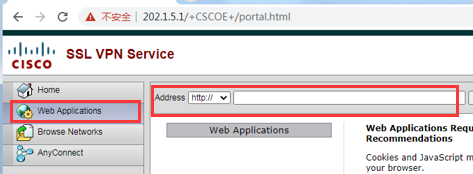 不安全 | 202.1.5.1/+CSCOE+/portal.html
CISCO SSL VPN Service
Home
Web Applications
Browse Networks
AnyConnect
Address http://
Web Applications
Web Applications Requ
Recommendations
Cookies and JavaScript m
your browser.